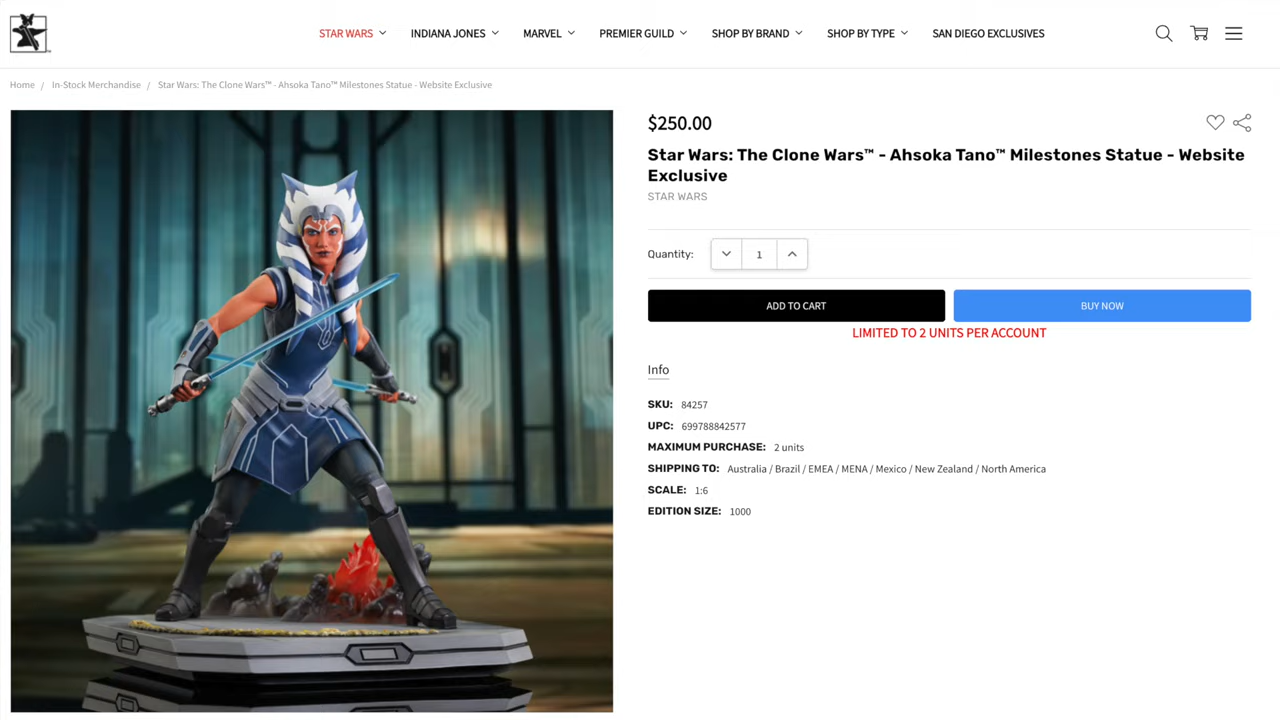 STAR WARS INDIANA JONES MARVEL PREMIER GUILD SHOP BY BRAND SHOP BY TYPE SAN DIEGO EXCLUSIVES
Home / In-Stock Merchandise / Star Wars: The Clone Wars™ - Ahsoka Tano™ Milestones Statue - Website Exclusive
$250.00
Star Wars: The Clone Wars™ - Ahsoka Tano™ Milestones Statue - Website
Exclusive
STAR WARS
Quantity: 1
ADD TO CART BUY NOW
LIMITED TO 2 UNITS PER ACCOUNT
Info
SKU: 84257
UPC: 699788842577
MAXIMUM PURCHASE: 2 units
SHIPPING TO: Australia / Brazil / EMEA / MENA / Mexico / New Zealand / North America
SCALE: 1:6
EDITION SIZE: 1000